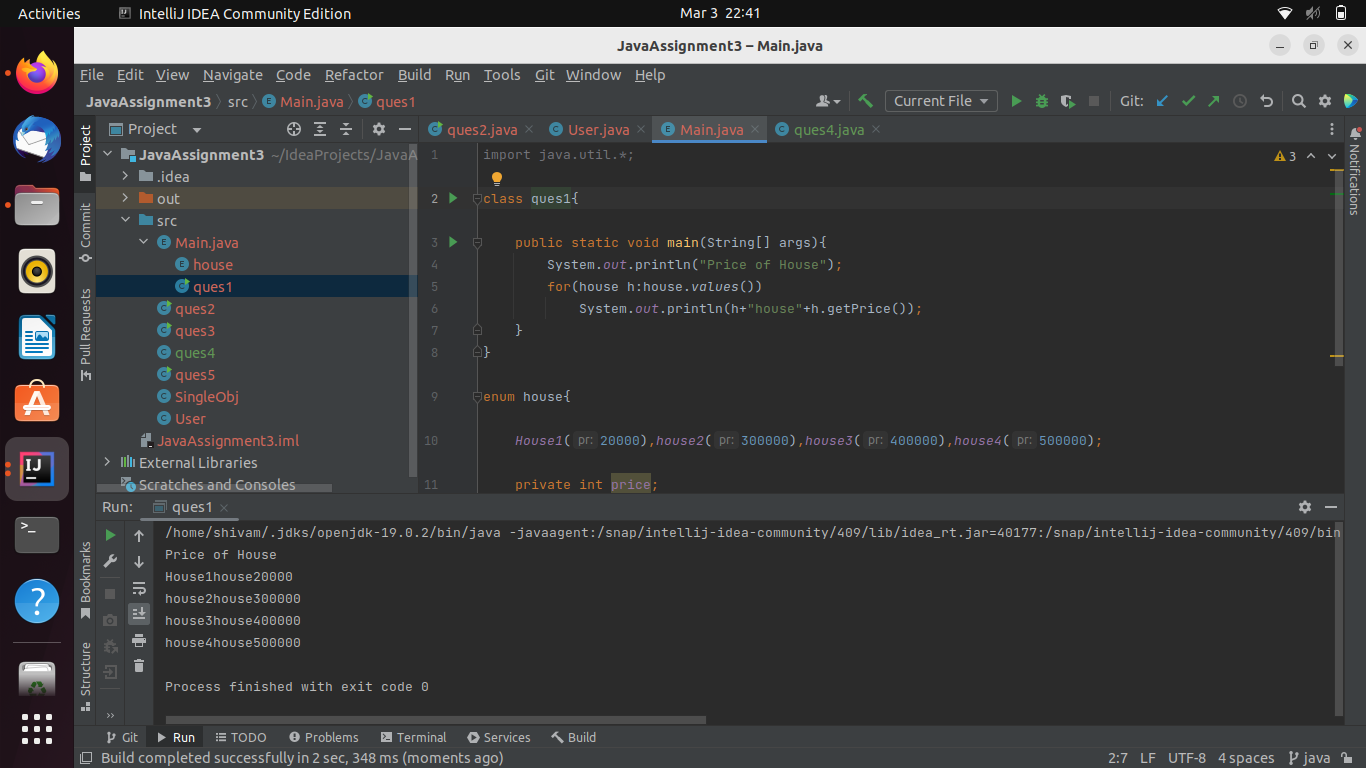 Activities IntelliJ IDEA Community Edition Mar 3 22:41
JavaAssignment3 – Main.java
File Edit View Navigate Code Refactor Build Run Tools Git Window Help
JavaAssignment3 src Main.java ques1 Current File Git:
Project
ques2.java User.java Main.java ques4.java
Project
Commit
Pull Requests
Bookmarks
Structure
Notifications
JavaAssignment3 ~/IdeaProjects/JavaA
.idea
out
src
Main.java
house
ques1
ques2
ques3
ques4
ques5
SingleObj
User
JavaAssignment3.iml
External Libraries
Scratches and Consoles
3
1 import java.util.*;
2 class ques1{
3 public static void main(String[] args){
4 System.out.println("Price of House");
5 for(house h:house.values())
6 System.out.println(h+"house"+h.getPrice());
7 }
8 }
9 enum house{
10 House1( pr: 20000),house2( pr: 300000),house3( pr: 400000),house4( pr: 500000);
11 private int price;
Run: ques1
/home/shivam/.jdks/openjdk-19.0.2/bin/java -javaagent:/snap/intellij-idea-community/409/lib/idea_rt.jar=40177:/snap/intellij-idea-community/409/bin
Price of House
House1house20000
house2house300000
house3house400000
house4house500000
Process finished with exit code 0
Git Run TODO Problems Terminal Services Build
Build completed successfully in 2 sec, 348 ms (moments ago) 2:7 LF UTF-8 4 spaces java